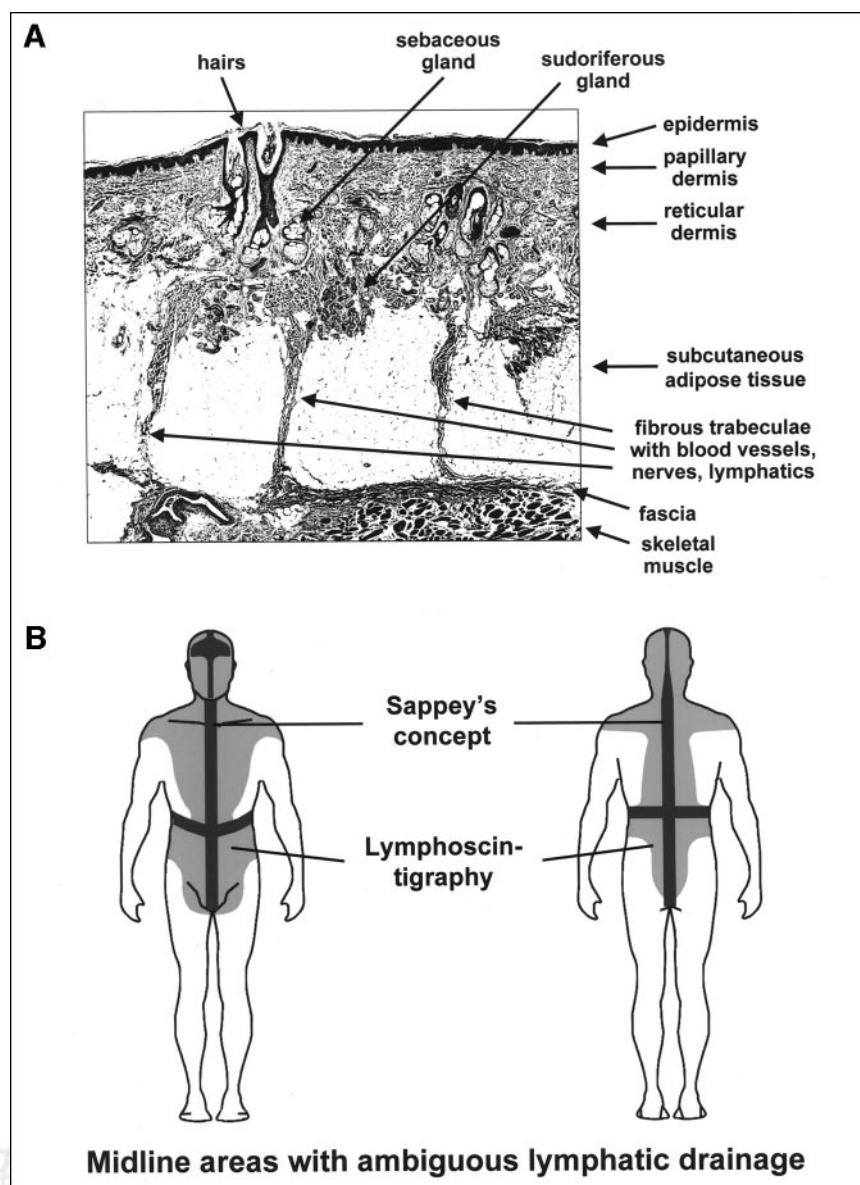 A
hairs
sebaceous
gland
sudoriferous
gland
epidermis
papillary
dermis
reticular
dermis
subcutaneous
adipose tissue
fibrous trabeculae
with blood vessels,
nerves, lymphatics
fascia
skeletal
muscle
B
Sappey's
concept
Lymphoscin-
tigraphy
Midline areas with ambiguous lymphatic drainage